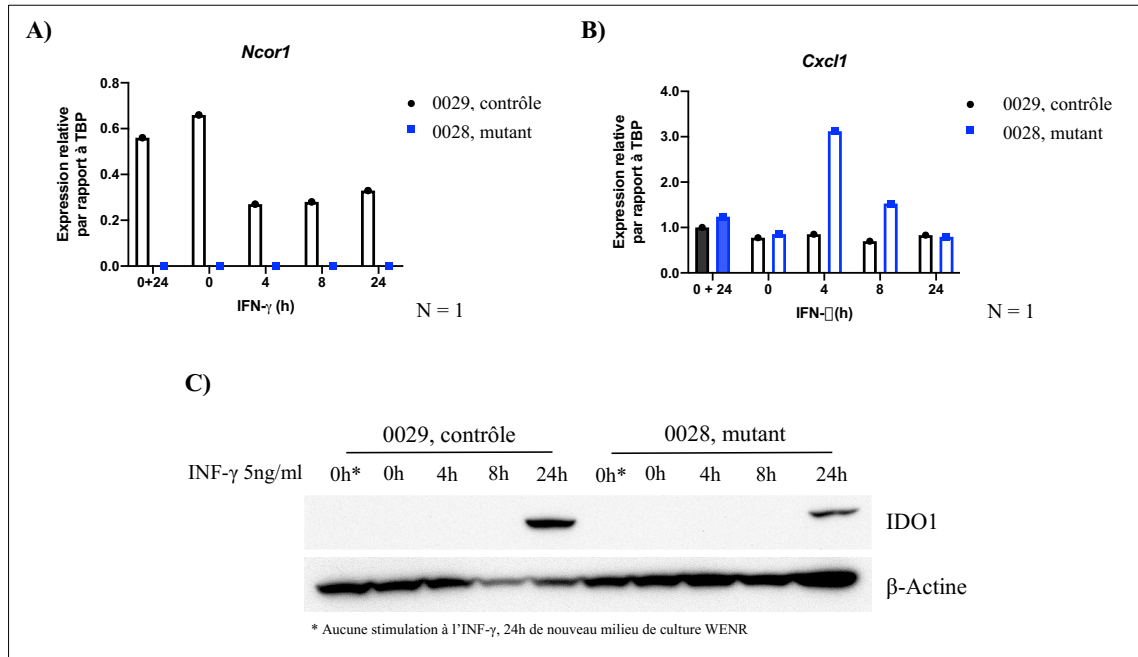 A)
Ncor1
Expression relative
par rapport à TBP
0.8
0.6
0.4
0.2
0.0
0+24
0
4
8
24
IFN-γ (h)
0029, contrôle
0028, mutant
N = 1
B)
Cxcl1
Expression relative
par rapport à TBP
4.0
3.0
2.0
1.0
0.0
0 + 24
0
4
8
24
IFN-▯(h)
0029, contrôle
0028, mutant
N = 1
C)
0029, contrôle
0028, mutant
INF-γ 5ng/ml
0h* 0h 4h 8h 24h 0h* 0h 4h 8h 24h
IDO1
β-Actine
* Aucune stimulation à l'INF-γ, 24h de nouveau milieu de culture WENR